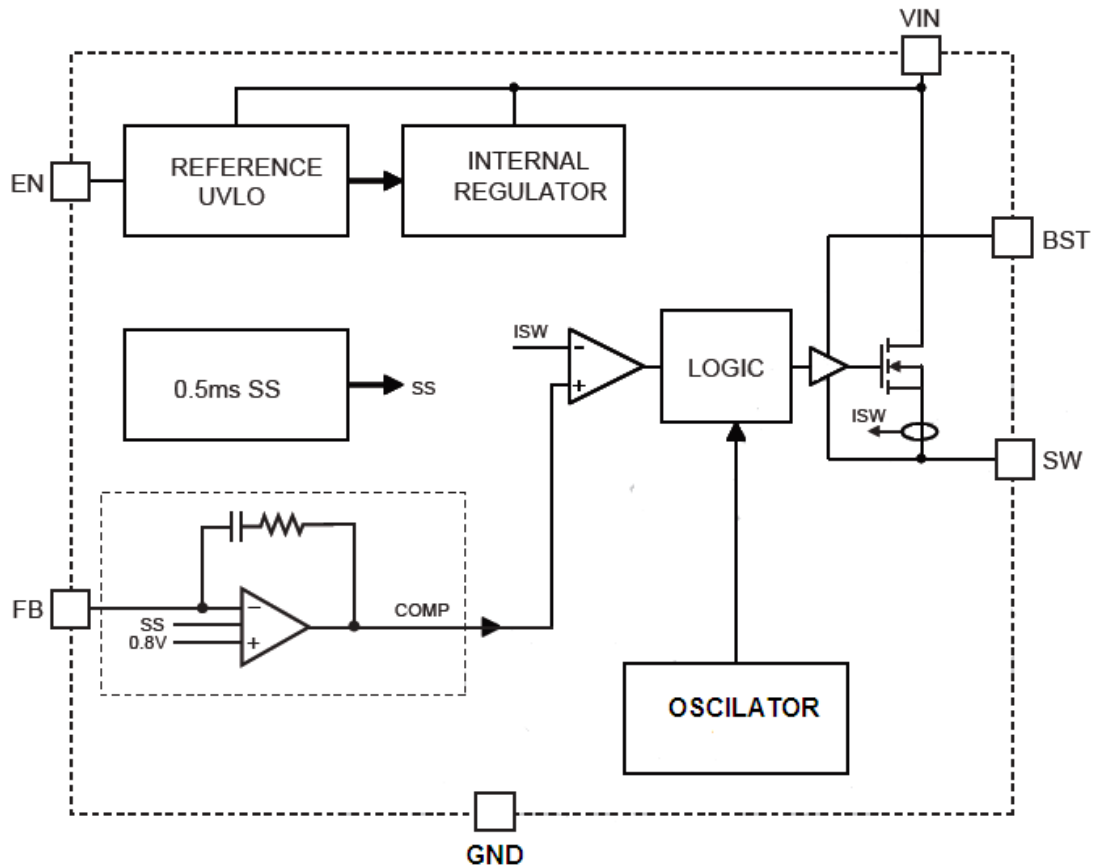 VIN
EN
REFERENCE
UVLO
INTERNAL
REGULATOR
BST
0.5ms SS
SS
ISW
−
+
LOGIC
ISW
SW
FB
−
SS
0.8V
+
COMP
OSCILATOR
GND